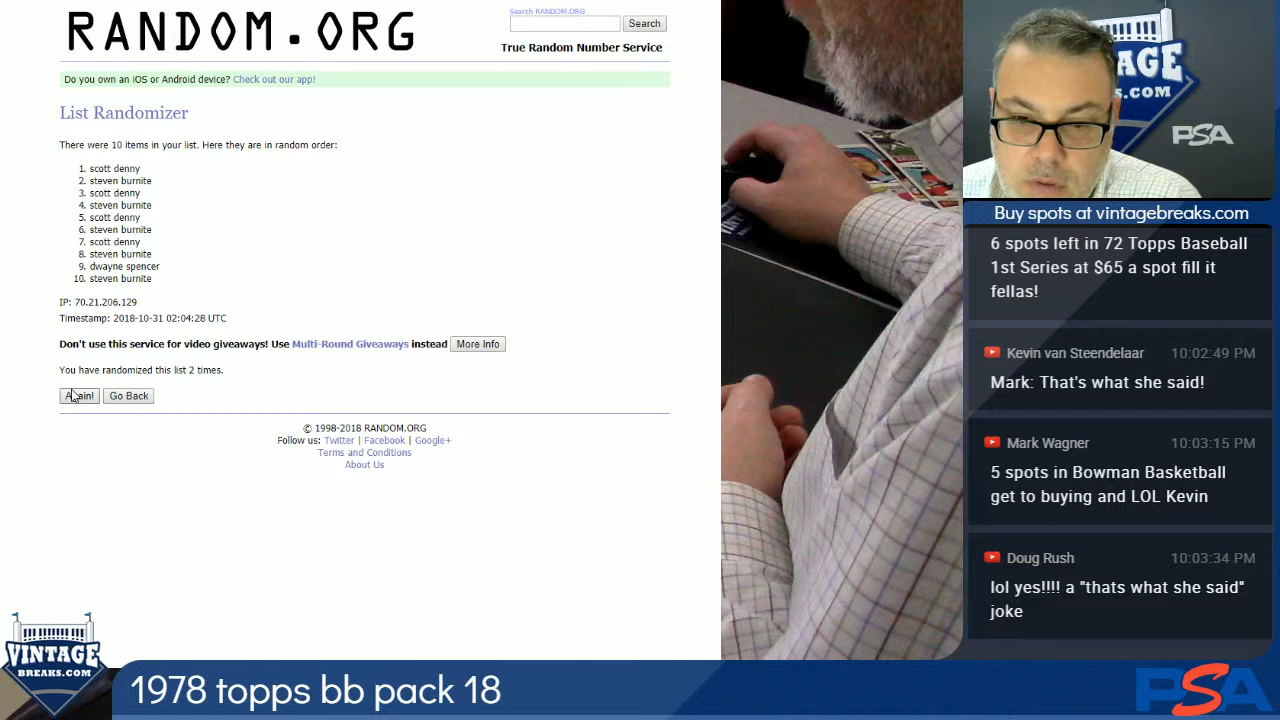 RANDOM.ORG
Search RANDOM.ORG
Search
True Random Number Service
Do you own an iOS or Android device? Check out our app!
List Randomizer
There were 10 items in your list. Here they are in random order:
1. scott denny
2. steven burnite
3. scott denny
4. steven burnite
5. scott denny
6. steven burnite
7. scott denny
8. steven burnite
9. dwayne spencer
10. steven burnite
IP: 70.21.206.129
Timestamp: 2018-10-31 02:04:28 UTC
Don't use this service for video giveaways! Use Multi-Round Giveaways instead More Info
You have randomized this list 2 times.
Again! Go Back
© 1998-2018 RANDOM.ORG
Follow us: Twitter | Facebook | Google+
Terms and Conditions
About Us
PSA
Buy spots at vintagebreaks.com
6 spots left in 72 Topps Baseball
1st Series at $65 a spot fill it
fellas!
Kevin van Steendelaar 10:02:49 PM
Mark: That's what she said!
Mark Wagner 10:03:15 PM
5 spots in Bowman Basketball
get to buying and LOL Kevin
Doug Rush 10:03:34 PM
lol yes!!!! a "thats what she said"
joke
VINTAGE
BREAKS.COM
1978 topps bb pack 18
PSA